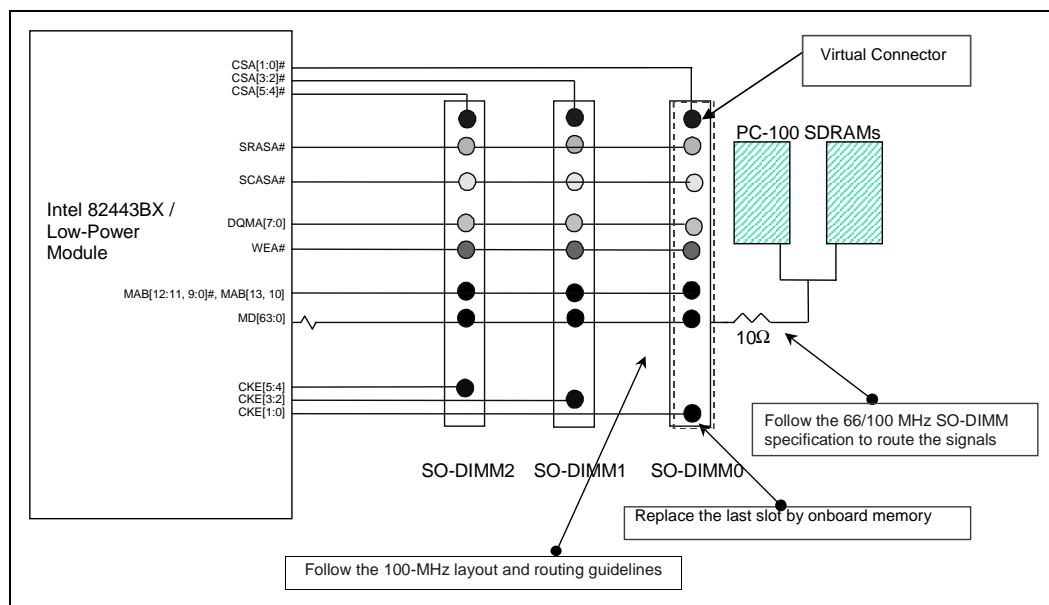 CSA[1:0]#
CSA[3:2]#
CSA[5:4]#
Virtual Connector
PC-100 SDRAMs
SRASA#
SCASA#
Intel 82443BX /
Low-Power
Module
DQMA[7:0]
WEA#
MAB[12:11, 9:0]#, MAB[13, 10]
MD[63:0]
10Ω
CKE[5:4]
CKE[3:2]
CKE[1:0]
Follow the 66/100 MHz SO-DIMM
specification to route the signals
SO-DIMM2
SO-DIMM1
SO-DIMM0
Replace the last slot by onboard memory
Follow the 100-MHz layout and routing guidelines